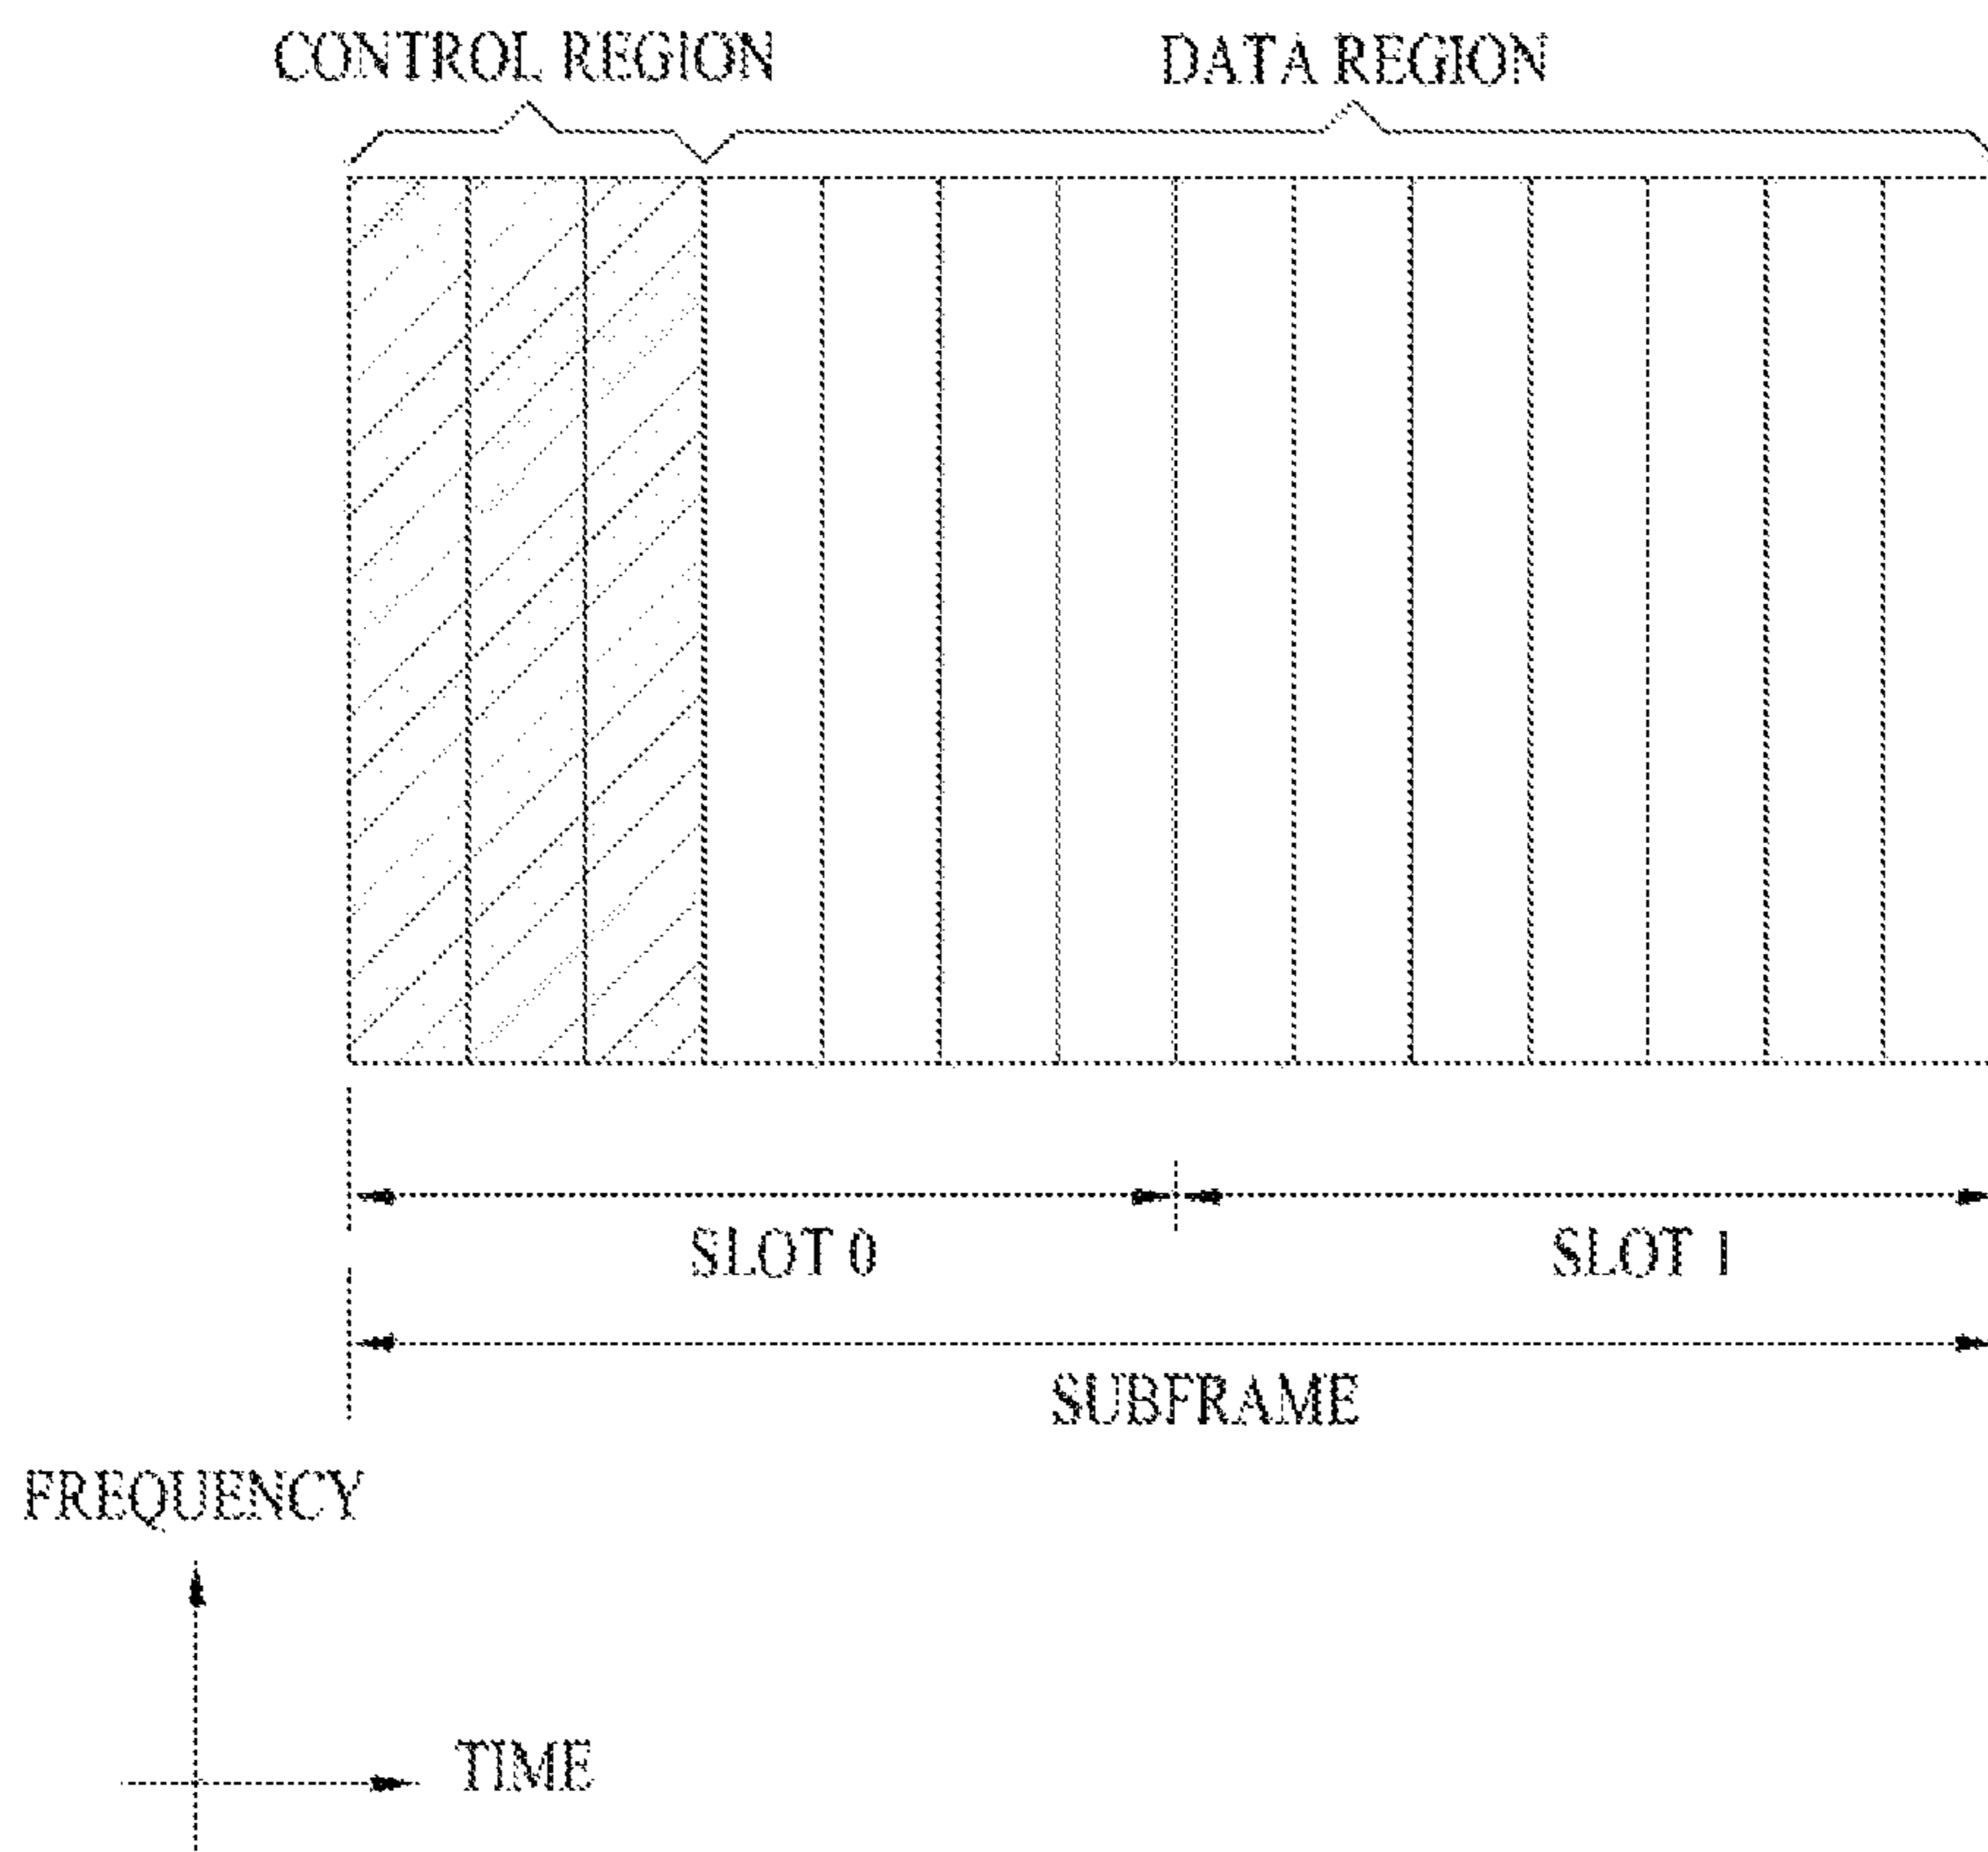 CONTROL REGION
DATA REGION
SLOT 0
SLOT 1
SUBFRAME
FREQUENCY
TIME